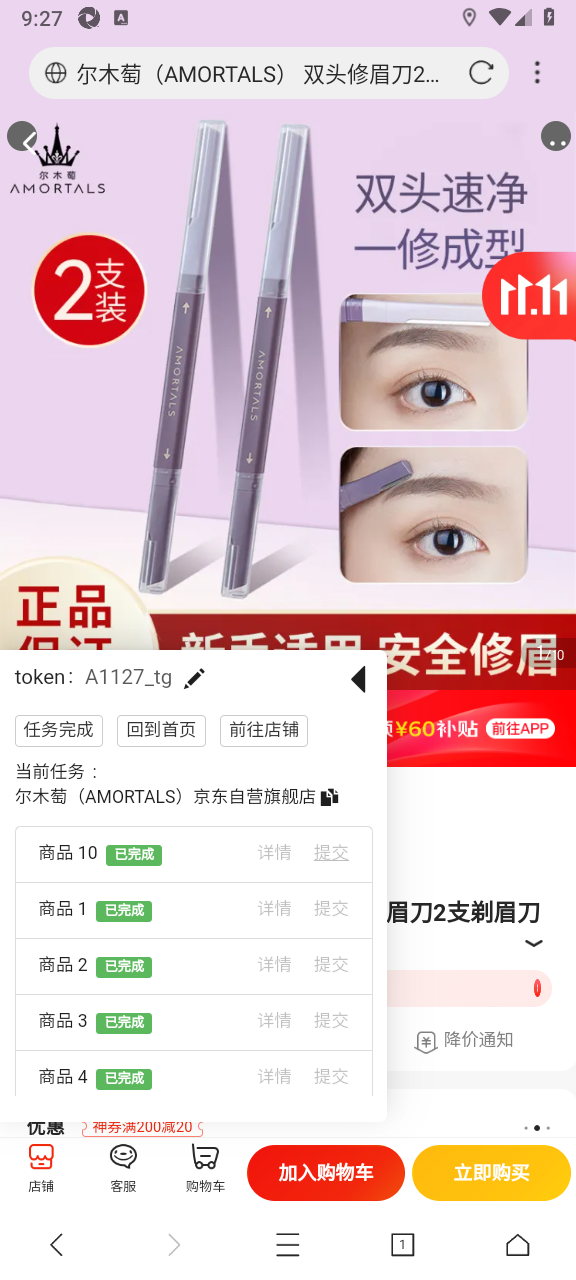 9:27
尔木萄（AMORTALS） 双头修眉刀2...
尔木萄
AMORTALS
双头速净
一修成型
2支装
11.11
AMORTALS
AMORTALS
正品
新手适用 安全修眉
1/10
token： A1127_tg
任务完成 回到首页 前往店铺
¥60补贴 前往APP
当前任务 ：
尔木萄（AMORTALS）京东自营旗舰店
商品 10 已完成 详情 提交
商品 1 已完成 详情 提交
眉刀2支剃眉刀
商品 2 已完成 详情 提交
商品 3 已完成 详情 提交
降价通知
商品 4 已完成 详情 提交
优惠 神券满200减20
店铺 客服 购物车 加入购物车 立即购买
1